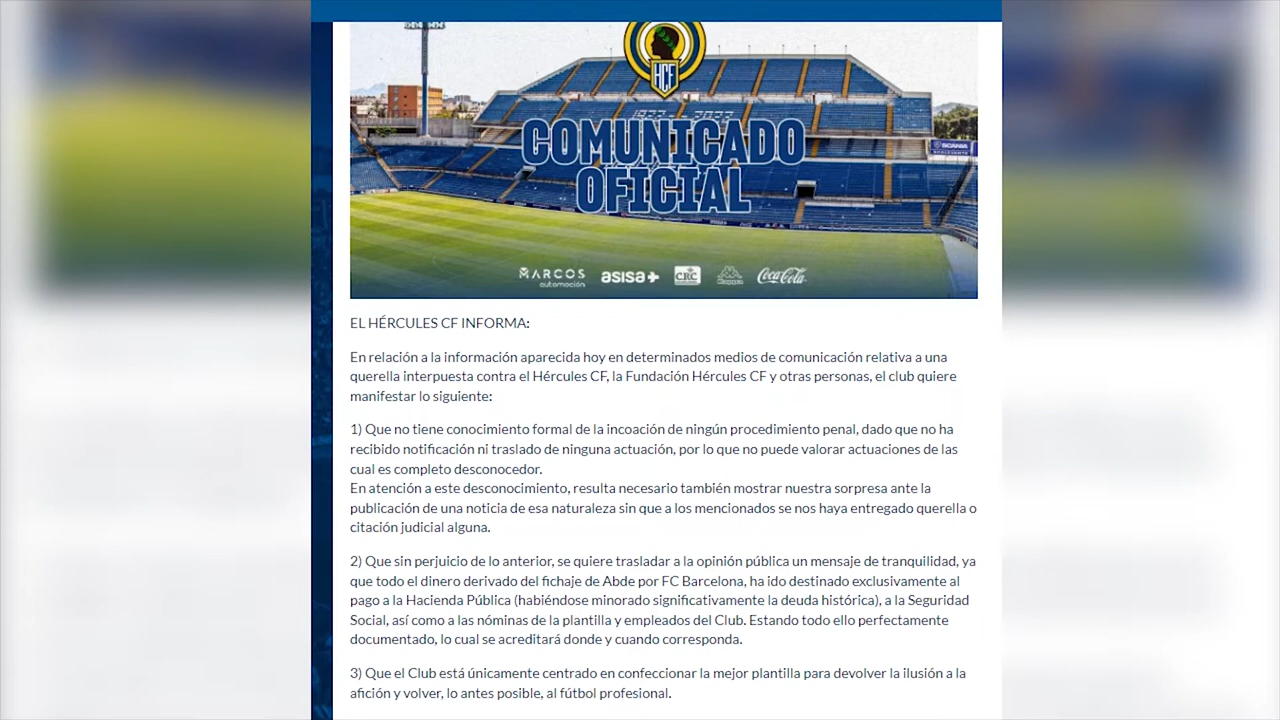 HCF
COMUNICADO
OFICIAL
SCANIA
MARCOS
automoción
asisa+
CRC
Kappa
Coca-Cola
EL HÉRCULES CF INFORMA:
En relación a la información aparecida hoy en determinados medios de comunicación relativa a una
querella interpuesta contra el Hércules CF, la Fundación Hércules CF y otras personas, el club quiere
manifestar lo siguiente:
1) Que no tiene conocimiento formal de la incoación de ningún procedimiento penal, dado que no ha
recibido notificación ni traslado de ninguna actuación, por lo que no puede valorar actuaciones de las
cual es completo desconocedor.
En atención a este desconocimiento, resulta necesario también mostrar nuestra sorpresa ante la
publicación de una noticia de esa naturaleza sin que a los mencionados se nos haya entregado querella o
citación judicial alguna.
2) Que sin perjuicio de lo anterior, se quiere trasladar a la opinión pública un mensaje de tranquilidad, ya
que todo el dinero derivado del fichaje de Abde por FC Barcelona, ha ido destinado exclusivamente al
pago a la Hacienda Pública (habiéndose minorado significativamente la deuda histórica), a la Seguridad
Social, así como a las nóminas de la plantilla y empleados del Club. Estando todo ello perfectamente
documentado, lo cual se acreditará donde y cuando corresponda.
3) Que el Club está únicamente centrado en confeccionar la mejor plantilla para devolver la ilusión a la
afición y volver, lo antes posible, al fútbol profesional.